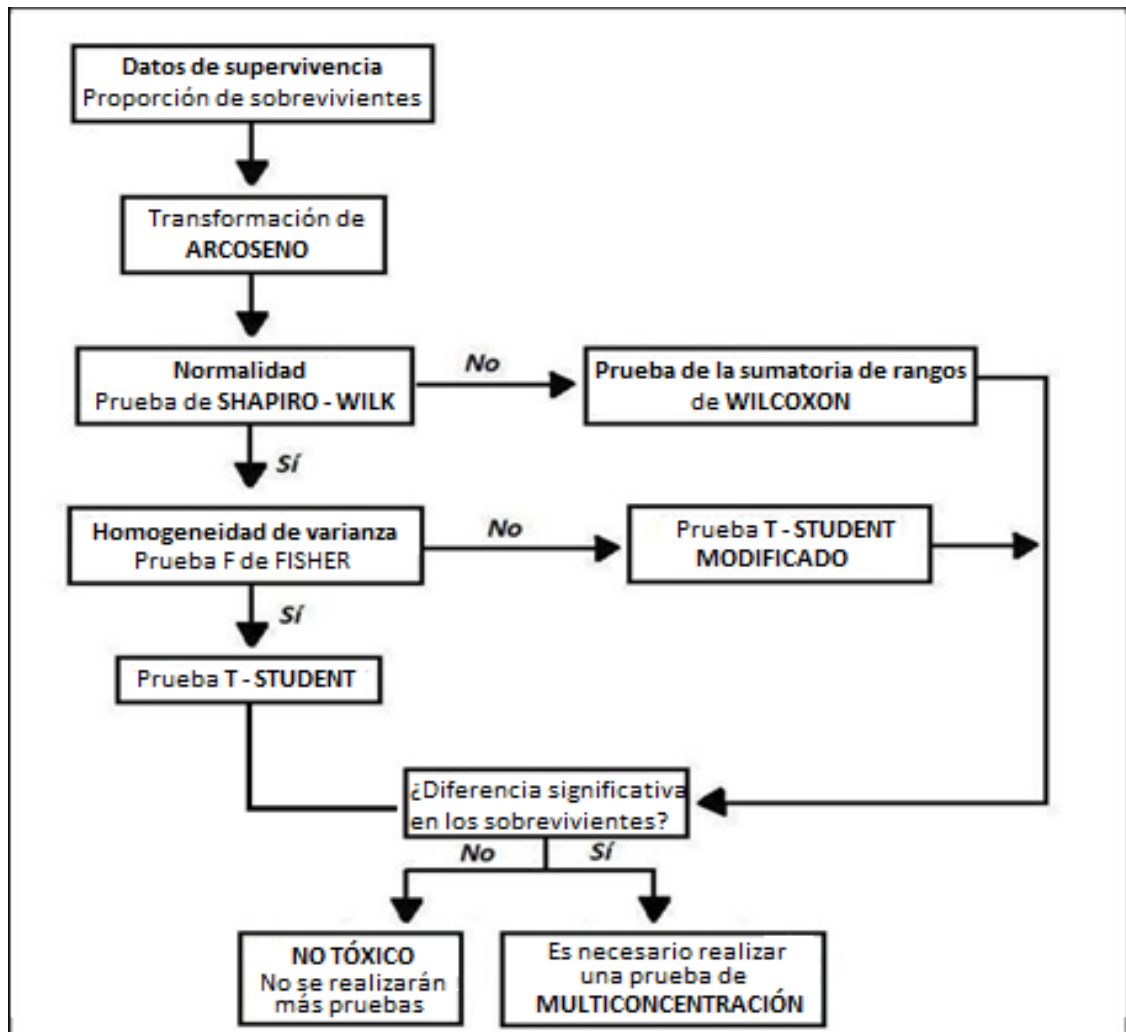 Datos de supervivencia
Proporción de sobrevivientes
Transformación de
ARCOSENO
Normalidad
Prueba de SHAPIRO - WILK
No
Prueba de la sumatoria de rangos
de WILCOXON
Sí
Homogeneidad de varianza
Prueba F de FISHER
No
Prueba T - STUDENT
MODIFICADO
Sí
Prueba T - STUDENT
¿Diferencia significativa
en los sobrevivientes?
No
Sí
NO TÓXICO
No se realizarán
más pruebas
Es necesario realizar
una prueba de
MULTICONCENTRACIÓN